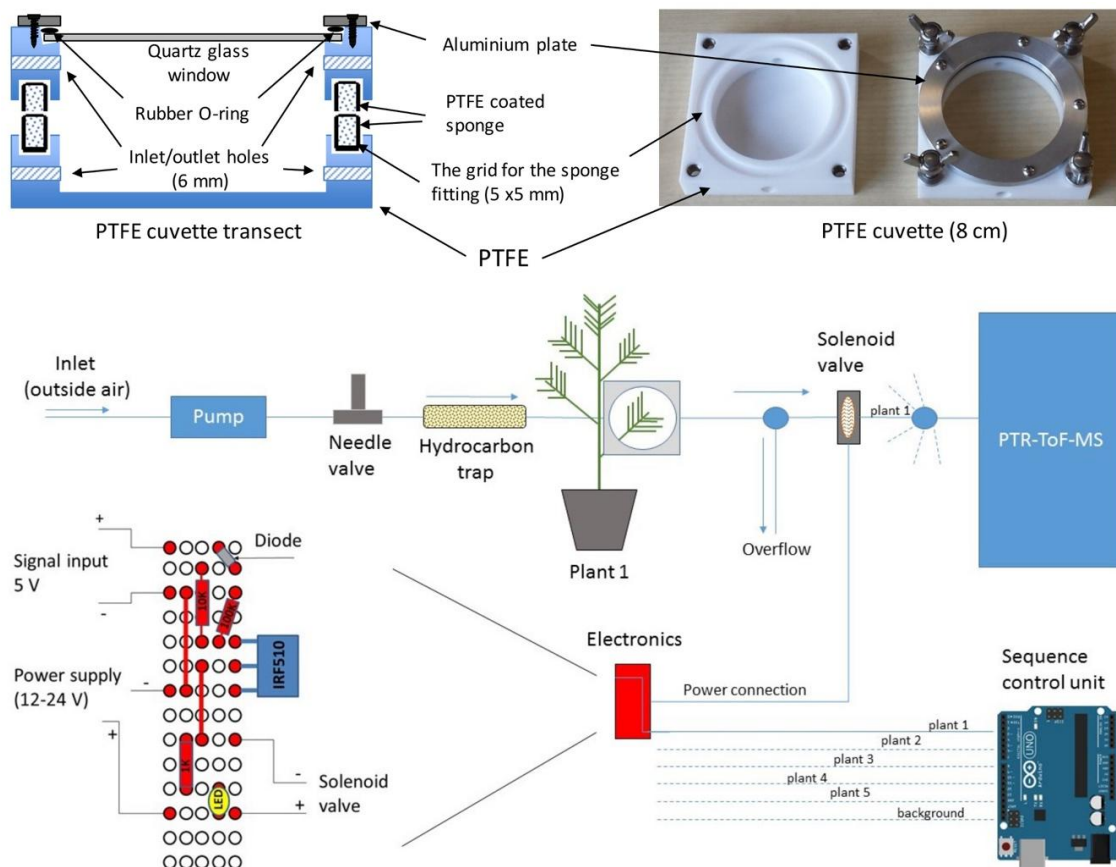 Quartz glass
window
Rubber O-ring
Inlet/outlet holes
(6 mm)
Aluminium plate
PTFE coated
sponge
The grid for the sponge
fitting (5 x5 mm)
PTFE cuvette transect
PTFE
PTFE cuvette (8 cm)
Inlet
(outside air)
Pump
Needle
valve
Hydrocarbon
trap
Plant 1
Overflow
Solenoid
valve
plant 1
PTR-ToF-MS
+
Signal input
5 V
-
Power supply
(12-24 V)
-
+
Diode
10K
100K
IRF510
1K
LED
-
Solenoid
valve
+
Electronics
Power connection
Sequence
control unit
plant 1
plant 2
plant 3
plant 4
plant 5
background
UNO